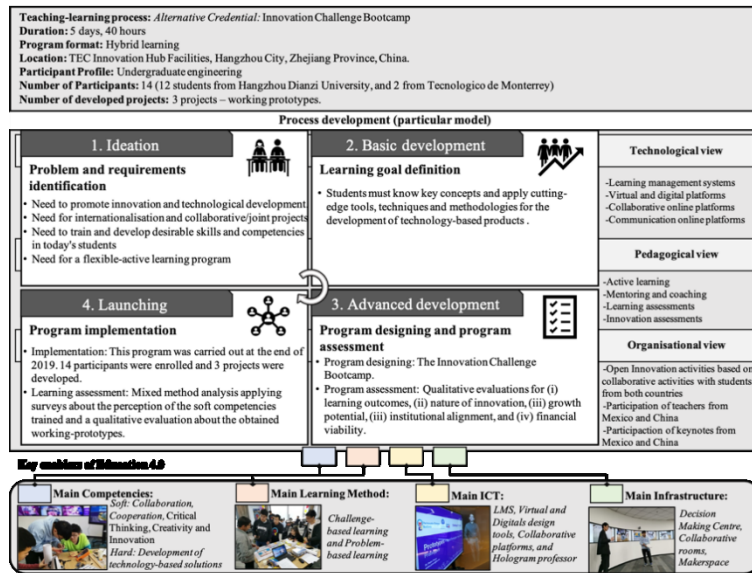 Teaching-learning process: Alternative Credential: Innovation Challenge Bootcamp
Duration: 5 days, 40 hours
Program format: Hybrid learning
Location: TEC Innovation Hub Facilities, Hangzhou City, Zhejiang Province, China.
Participant Profile: Undergraduate engineering
Number of Participants: 14 (12 students from Hangzhou Dianzi University, and 2 from Tecnologico de Monterrey)
Number of developed projects: 3 projects – working prototypes.
Process development (particular model)
1. Ideation
Problem and requirements
identification
• Need to promote innovation and technological development
• Need for internationalisation and collaborative/joint projects
• Need to train and develop desirable skills and competencies
in today's students
• Need for a flexible-active learning program
2. Basic development
Learning goal definition
• Students must know key concepts and apply cutting-
edge tools, techniques and methodologies for the
development of technology-based products .
4. Launching
Program implementation
• Implementation: This program was carried out at the end of
2019. 14 participants were enrolled and 3 projects were
developed.
• Learning assessment: Mixed method analysis applying
surveys about the perception of the soft competencies
trained and a qualitative evaluation about the obtained
working-prototypes.
3. Advanced development
Program designing and program
assessment
• Program designing: The Innovation Challenge
Bootcamp.
• Program assessment: Qualitative evaluations for (i)
learning outcomes, (ii) nature of innovation, (iii) growth
potential, (iii) institutional alignment, and (iv) financial
viability.
Technological view
-Learning management systems
-Virtual and digital platforms
-Collaborative online platforms
-Communication online platforms
Pedagogical view
-Active learning
-Mentoring and coaching
-Learning assessments
-Innovation assessments
Organisational view
-Open Innovation activities based on
collaborative activities with students
from both countries
-Participation of teachers from
Mexico and China
-Participaction of keynotes from
Mexico and China
Key enablers of Education 4.0
Main Competencies:
Soft: Collaboration,
Cooperation, Critical
Thinking, Creativity and
Innovation
Hard: Development of
technology-based solutions
Main Learning Method:
Challenge-
based learning
and Problem-
based learning
Main ICT:
LMS, Virtual and
Digitals design
tools, Collaborative
platforms, and
Hologram professor
Main Infrastructure:
Decision
Making Centre,
Collaborative
rooms,
Makerspace